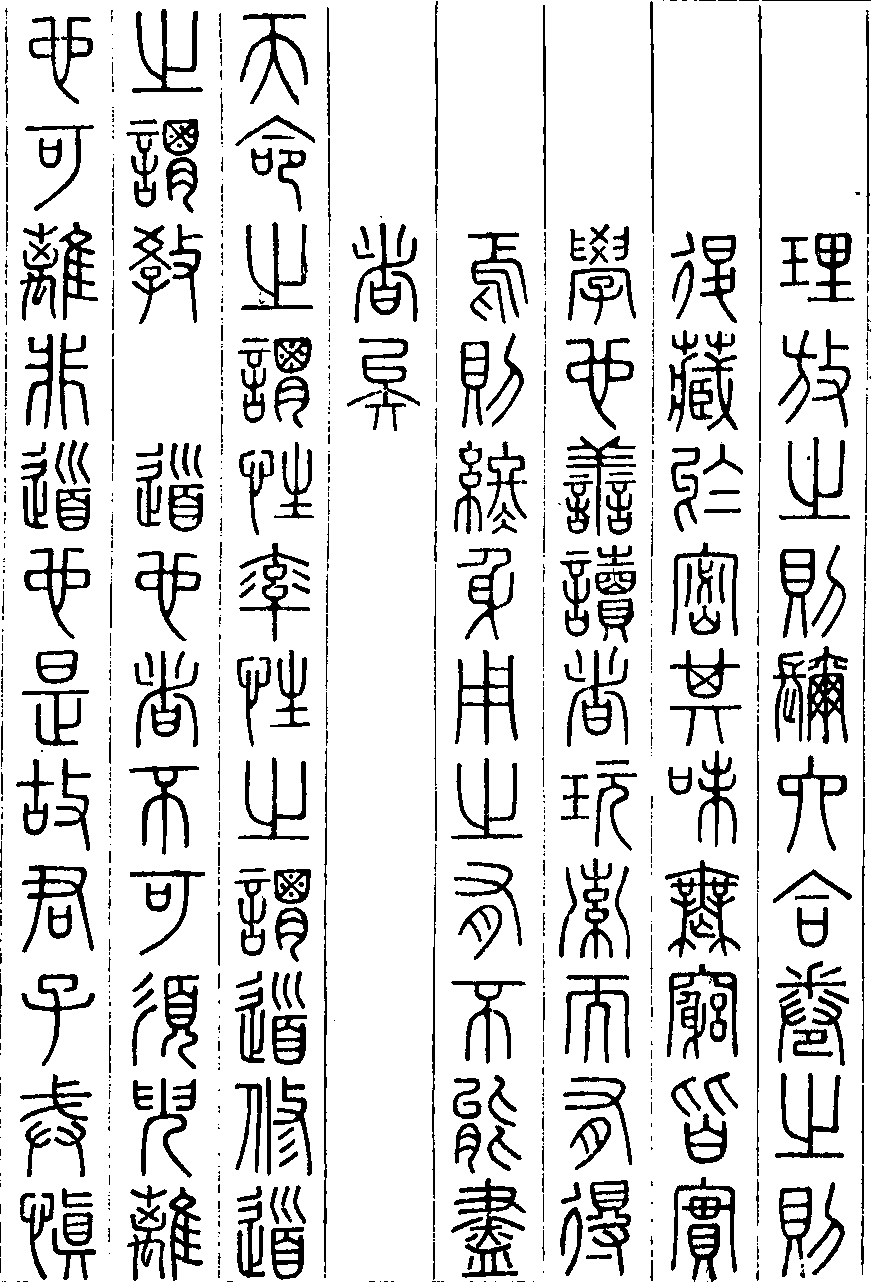 理放之則彌六合卷之則
退藏於密其味無窮皆實
學也善讀者玩索而有得
焉則終身用之有不能盡
者矣
天命之謂性率性之謂道修道
之謂教 道也者不可須臾離
也可離非道也是故君子戒慎